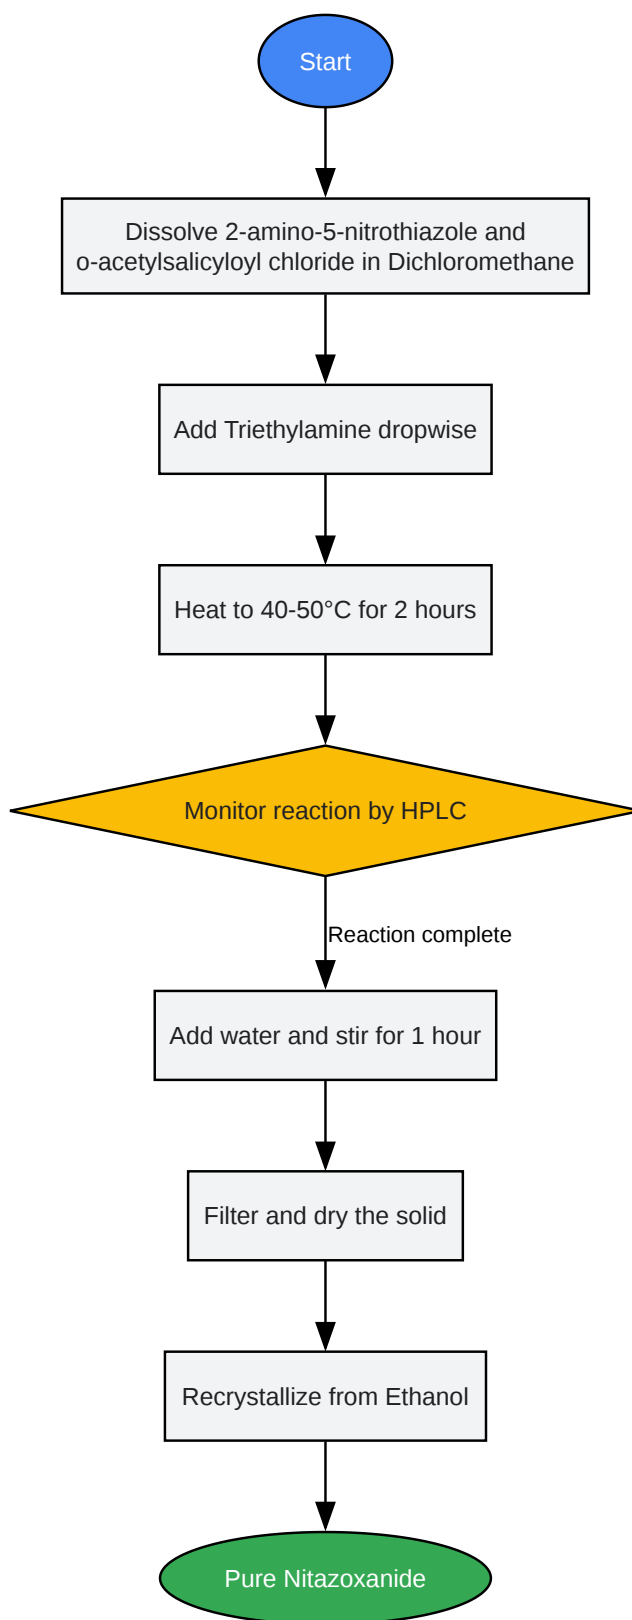 Start
Dissolve 2-amino-5-nitrothiazole and
o-acetylsalicyloyl chloride in Dichloromethane
Add Triethylamine dropwise
Heat to 40-50°C for 2 hours
Monitor reaction by HPLC
Reaction complete
Add water and stir for 1 hour
Filter and dry the solid
Recrystallize from Ethanol
Pure Nitazoxanide